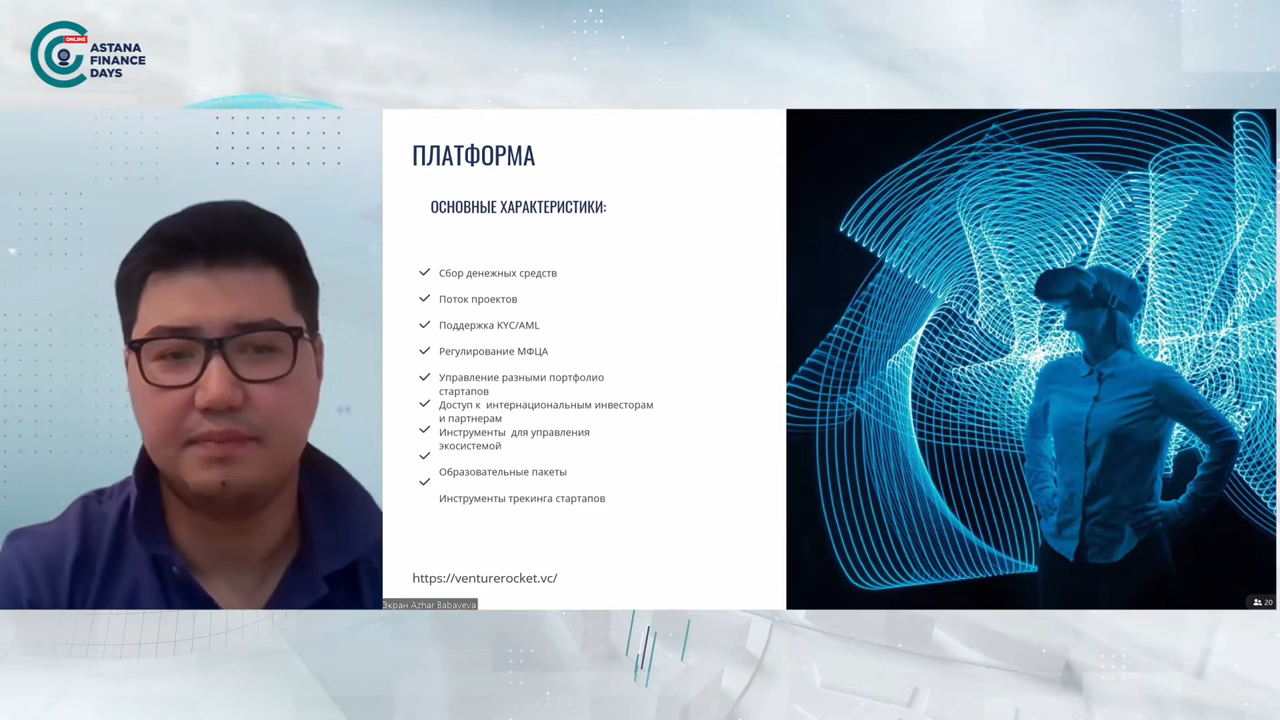 ONLINE
ASTANA
FINANCE
DAYS
ПЛАТФОРМА
ОСНОВНЫЕ ХАРАКТЕРИСТИКИ:
Сбор денежных средств
Поток проектов
Поддержка KYC/AML
Регулирование МФЦА
Управление разными портфолио
стартапов
Доступ к интернациональным инвесторам
и партнерам
Инструменты для управления
экосистемой
Образовательные пакеты
Инструменты трекинга стартапов
https://venturerocket.vc/
Экран Azhar Babayeva
20